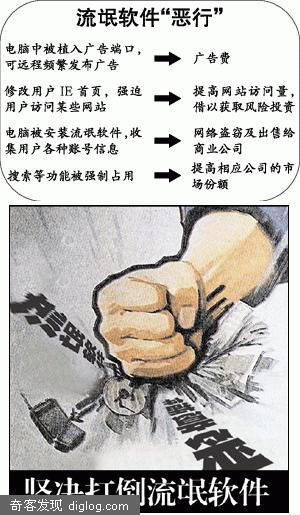 流氓软件“恶行”
电脑中被植入广告端口，
可远程频繁发布广告
广告费
修改用户 IE 首页，强迫
用户访问某些网站
提高网站访问量，
借以获取风险投资
电脑被安装流氓软件，收
集用户各种账号信息
网络盗窃及出售给
商业公司
搜索等功能被强制占用
提高相应公司的市
场份额
坚决打倒流氓软件
奇客发现 diglog.com